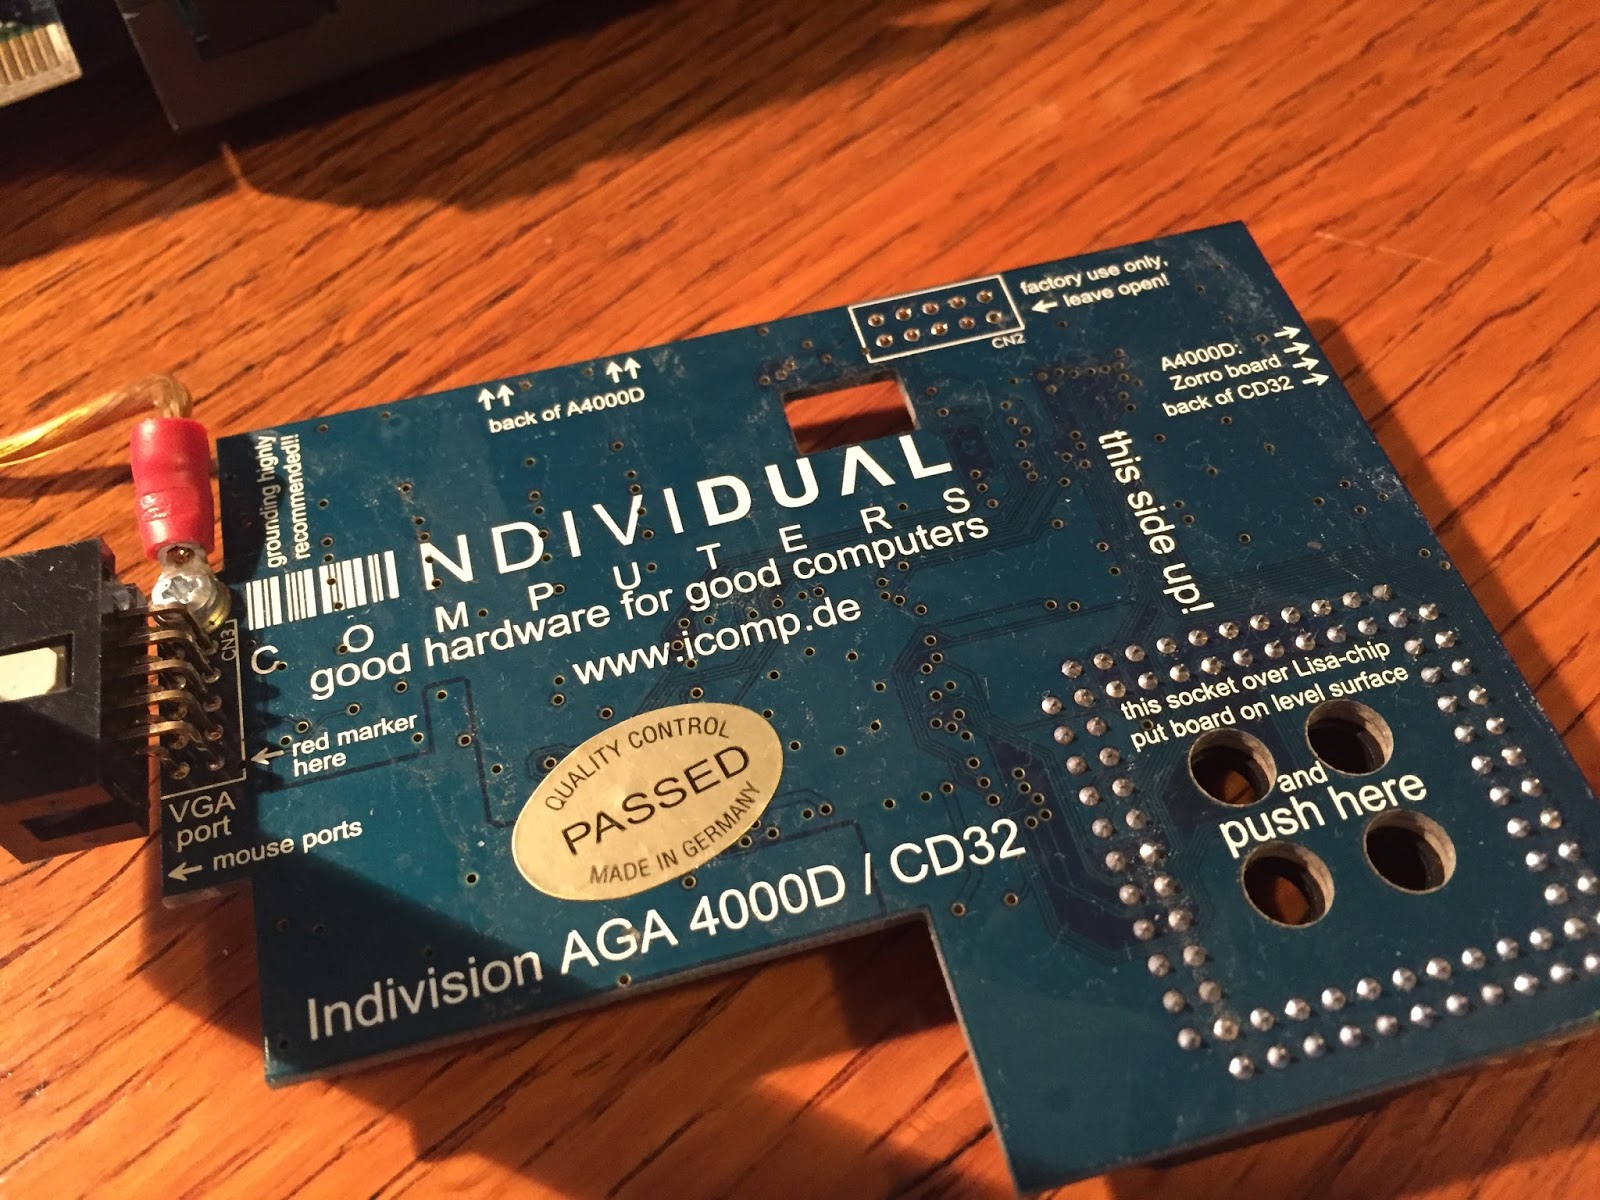 factory use only,
← leave open!
CN2
A4000D:
Zorro board
back of CD32
↑↑ ↑↑
back of A4000D
grounding highly
recommended!!
this side up!
INDIVIDUAL
COMPUTERS
good hardware for good computers
www.icomp.de
CN3
← red marker
here
VGA
port
← mouse ports
QUALITY CONTROL
PASSED
MADE IN GERMANY
this socket over Lisa-chip
put board on level surface
and
push here
Indivision AGA 4000D / CD32